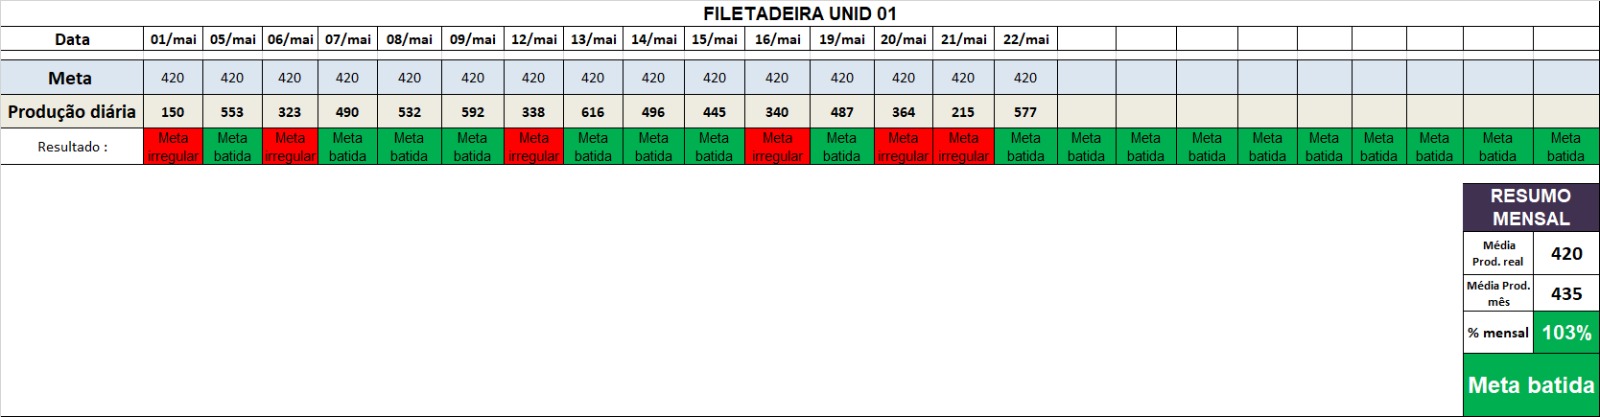 FILETADEIRA UNID 01
Data 01/mai 05/mai 06/mai 07/mai 08/mai 09/mai 12/mai 13/mai 14/mai 15/mai 16/mai 19/mai 20/mai 21/mai 22/mai
Meta 420 420 420 420 420 420 420 420 420 420 420 420 420 420 420
Produção diária 150 553 323 490 532 592 338 616 496 445 340 487 364 215 577
Resultado : Meta irregular Meta batida Meta irregular Meta batida Meta batida Meta batida Meta irregular Meta batida Meta batida Meta batida Meta irregular Meta batida Meta irregular Meta irregular Meta batida Meta batida Meta batida Meta batida Meta batida Meta batida Meta batida Meta batida Meta batida Meta batida
RESUMO
MENSAL
Média
Prod. real 420
Média Prod.
mês 435
% mensal 103%
Meta batida